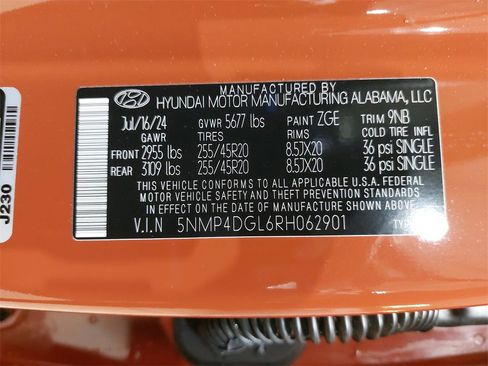 MANUFACTURED BY
HYUNDAI MOTOR MANUFACTURING ALABAMA, LLC
Jul/16/24 GVWR 5677 lbs PAINT ZGE TRIM 9NB
GAWR TIRES RIMS COLD TIRE INFL
FRONT 2955 lbs 255/45R20 8.5JX20 36 psi SINGLE
REAR 3109 lbs 255/45R20 8.5JX20 36 psi SINGLE
THIS VEHICLE CONFORMS TO ALL APPLICABLE U.S.A. FEDERAL
MOTOR VEHICLE SAFETY AND THEFT PREVENTION STANDARDS
IN EFFECT ON THE DATE OF MANUFACTURE SHOWN ABOVE.
V.I.N 5NMP4DGL6RH062901 TYP
J230